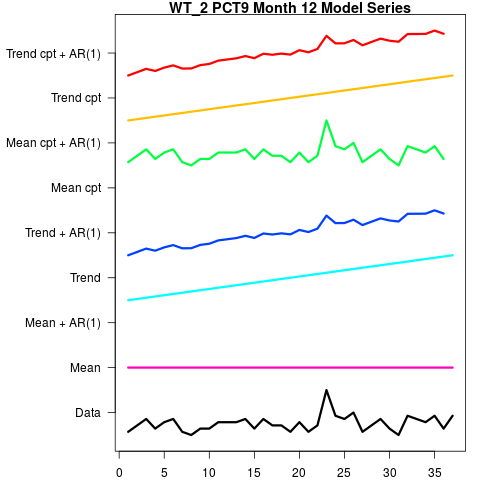 WT_2 PCT9 Month 12 Model Series
Trend cpt + AR(1)
Trend cpt
Mean cpt + AR(1)
Mean cpt
Trend + AR(1)
Trend
Mean + AR(1)
Mean
Data
0 5 10 15 20 25 30 35